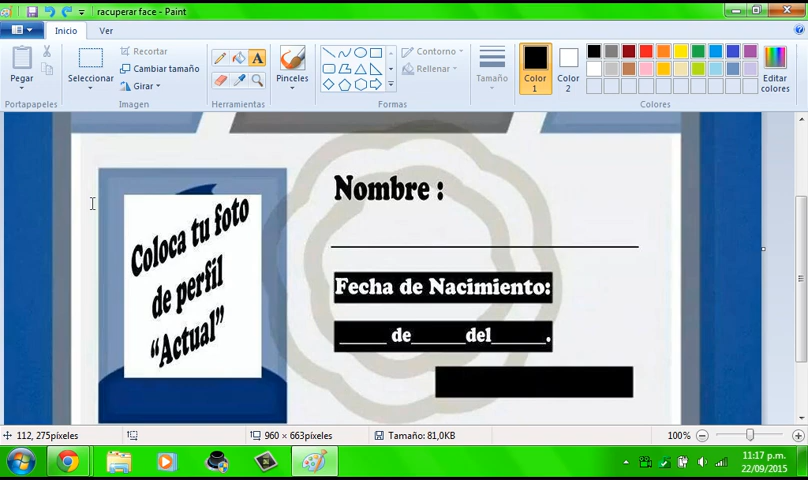 racuperar face - Paint
Inicio
Ver
Pegar
Portapapeles
Seleccionar
Recortar
Cambiar tamaño
Girar
Imagen
A
Herramientas
Pinceles
Contorno
Rellenar
Formas
Tamaño
Color
1
Color
2
Editar
colores
Colores
Coloca tu foto
de perfil
“Actual”
Nombre :
Fecha de Nacimiento:
_____ de______del______.
112, 275píxeles
960 × 663píxeles
Tamaño: 81,0KB
100%
11:17 p.m.
22/09/2015